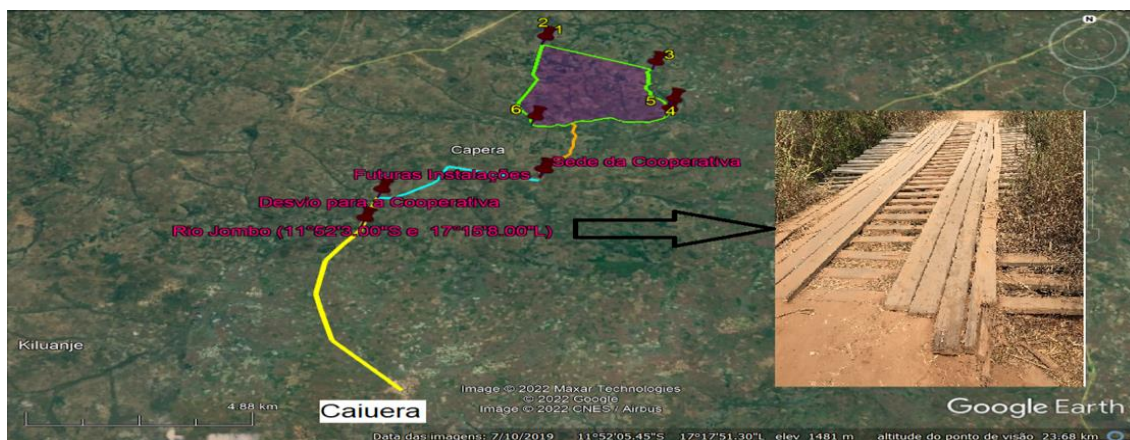 2
1
3
5
4
6
Capera
Sede da Cooperativa
Futuras Instalações
Desvio para a Cooperativa
Rio Jombo (11°52'3.00"S e 17°15'8.00"L)
Kiluanje
Caiuera
4.88 km
Image © 2022 Maxar Technologies
© 2022 Google
Image © 2022 CNES / Airbus
Google Earth
Data das imagens: 7/10/2019 11°52'05.45"S 17°17'51.30"L elev 1481 m altitude do ponto de visão 23.68 km
N